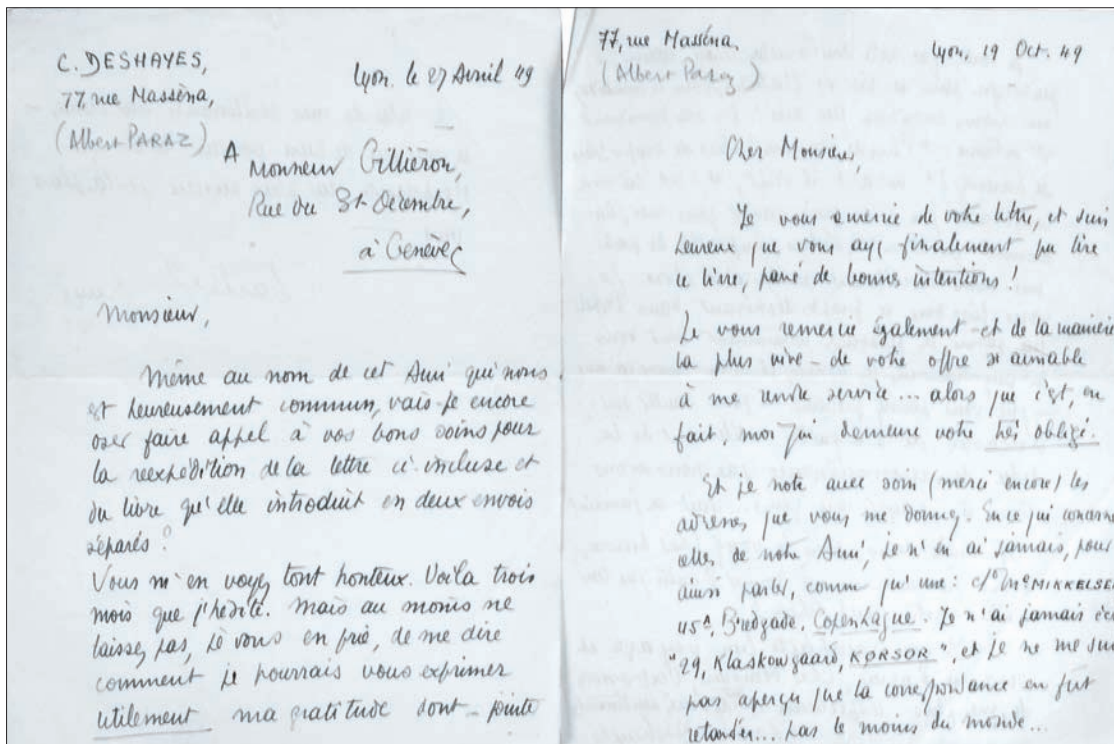 C. DESHAYES,
77 rue Masséna,
(Albert PARAZ)
Lyon. le 27 Avril 49
A
Monsieur Gilliéron,
Rue du 31 Décembre,
à Genève
Monsieur,
Même au nom de cet Ami qui nous
est heureusement commun, vais-je encore
oser faire appel à vos bons soins pour
la réexpédition de la lettre ci-incluse et
du livre qu'elle introduit en deux envois
séparés ?
Vous m'en voyez tout honteux. Voilà trois
mois que j'hésite. Mais au moins ne
laissez pas, je vous en prie, de me dire
comment je pourrais vous exprimer
utilement ma gratitude dont
77, rue Masséna.
(Albert Paraz)
Lyon. 19 Oct. 49
Cher Monsieur,
Je vous remercie de votre lettre, et suis
heureux que vous ayez finalement pu lire
ce livre, pavé de bonnes intentions !
Je vous remercie également - et de la manière
la plus vive - de votre offre si aimable
à me rendre service... alors que c'est, en
fait, moi qui demeure votre très obligé.
Et je note avec soin (merci encore) les
adresses que vous me donnez. En ce qui concerne
celles de notre Ami, je n'en ai jamais, pour
ainsi parler, connu qu'une : c/ Me MIKKELSEN
45A, Bredgade. Copenhague. Je n'ai jamais
"29, Klaskowgaard, KORSOR", et je ne me suis
pas aperçu que la correspondance en fût
retardée... pas le moins du monde...